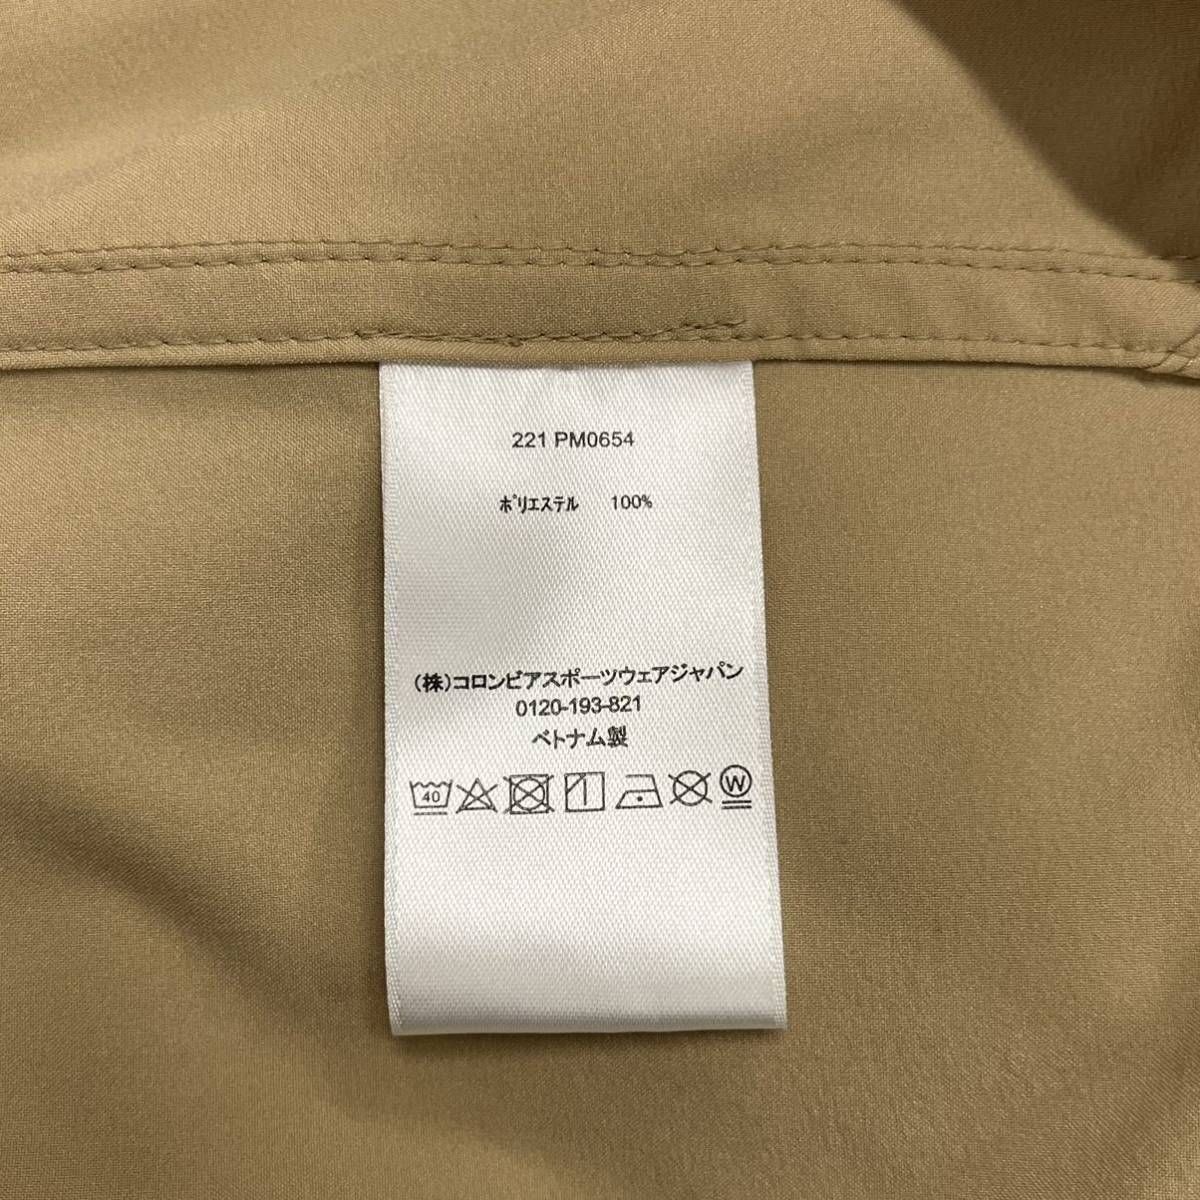 221 PM0654
ﾎﾟﾘｴｽﾃﾙ 100%
(株)コロンビアスポーツウェアジャパン
0120-193-821
ベトナム製
40 W